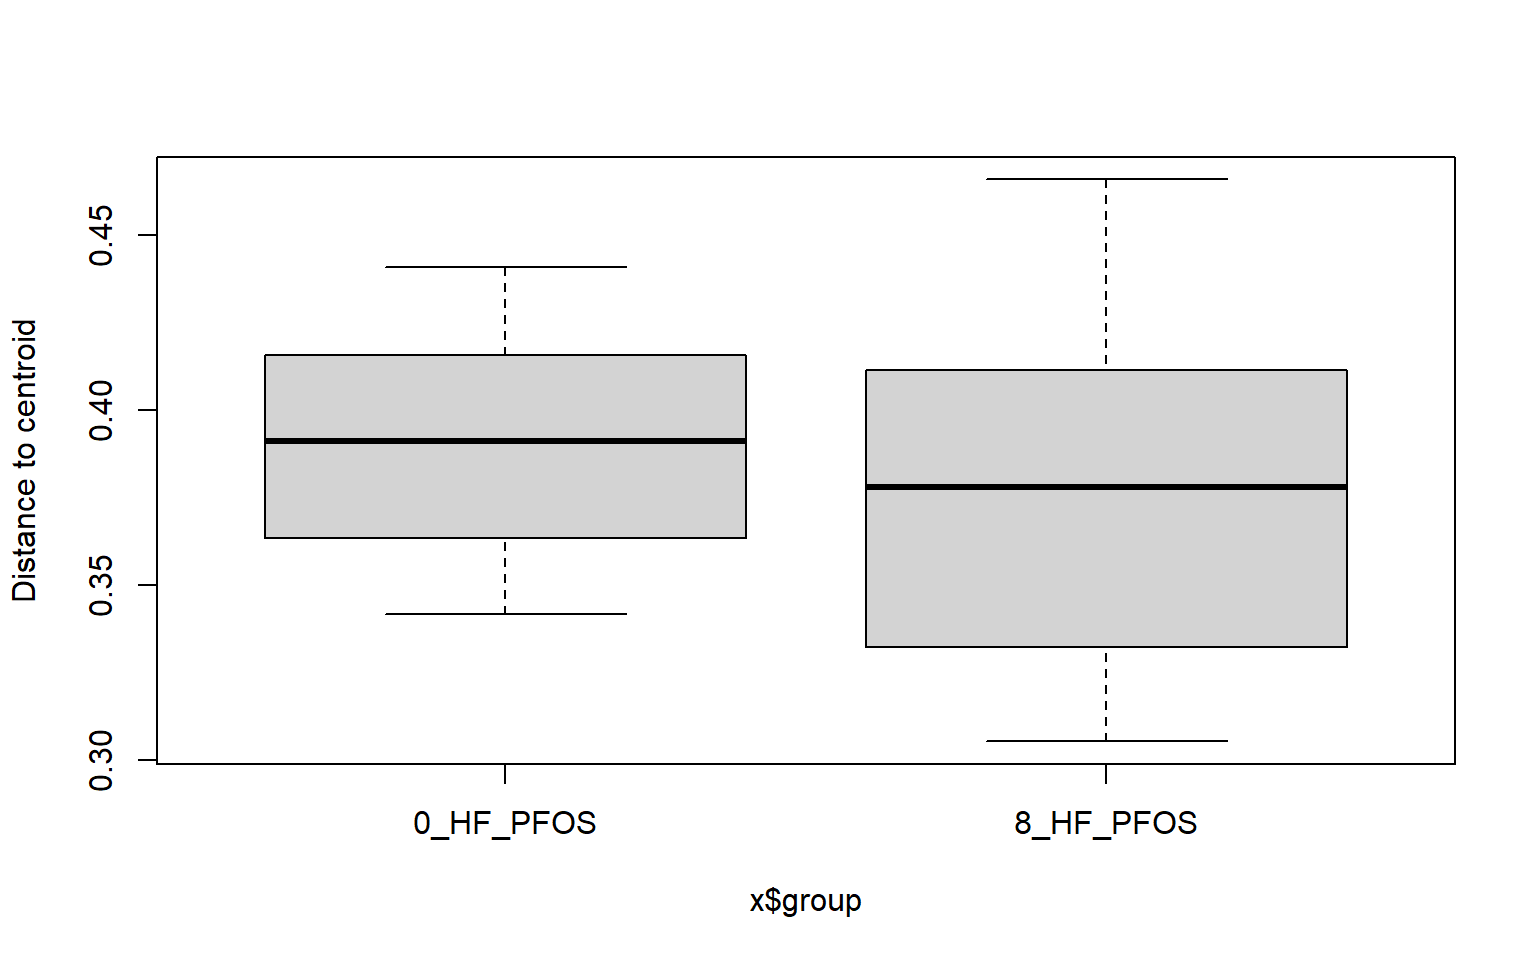 Distance to centroid
0.45
0.40
0.35
0.30
0_HF_PFOS
8_HF_PFOS
x$group